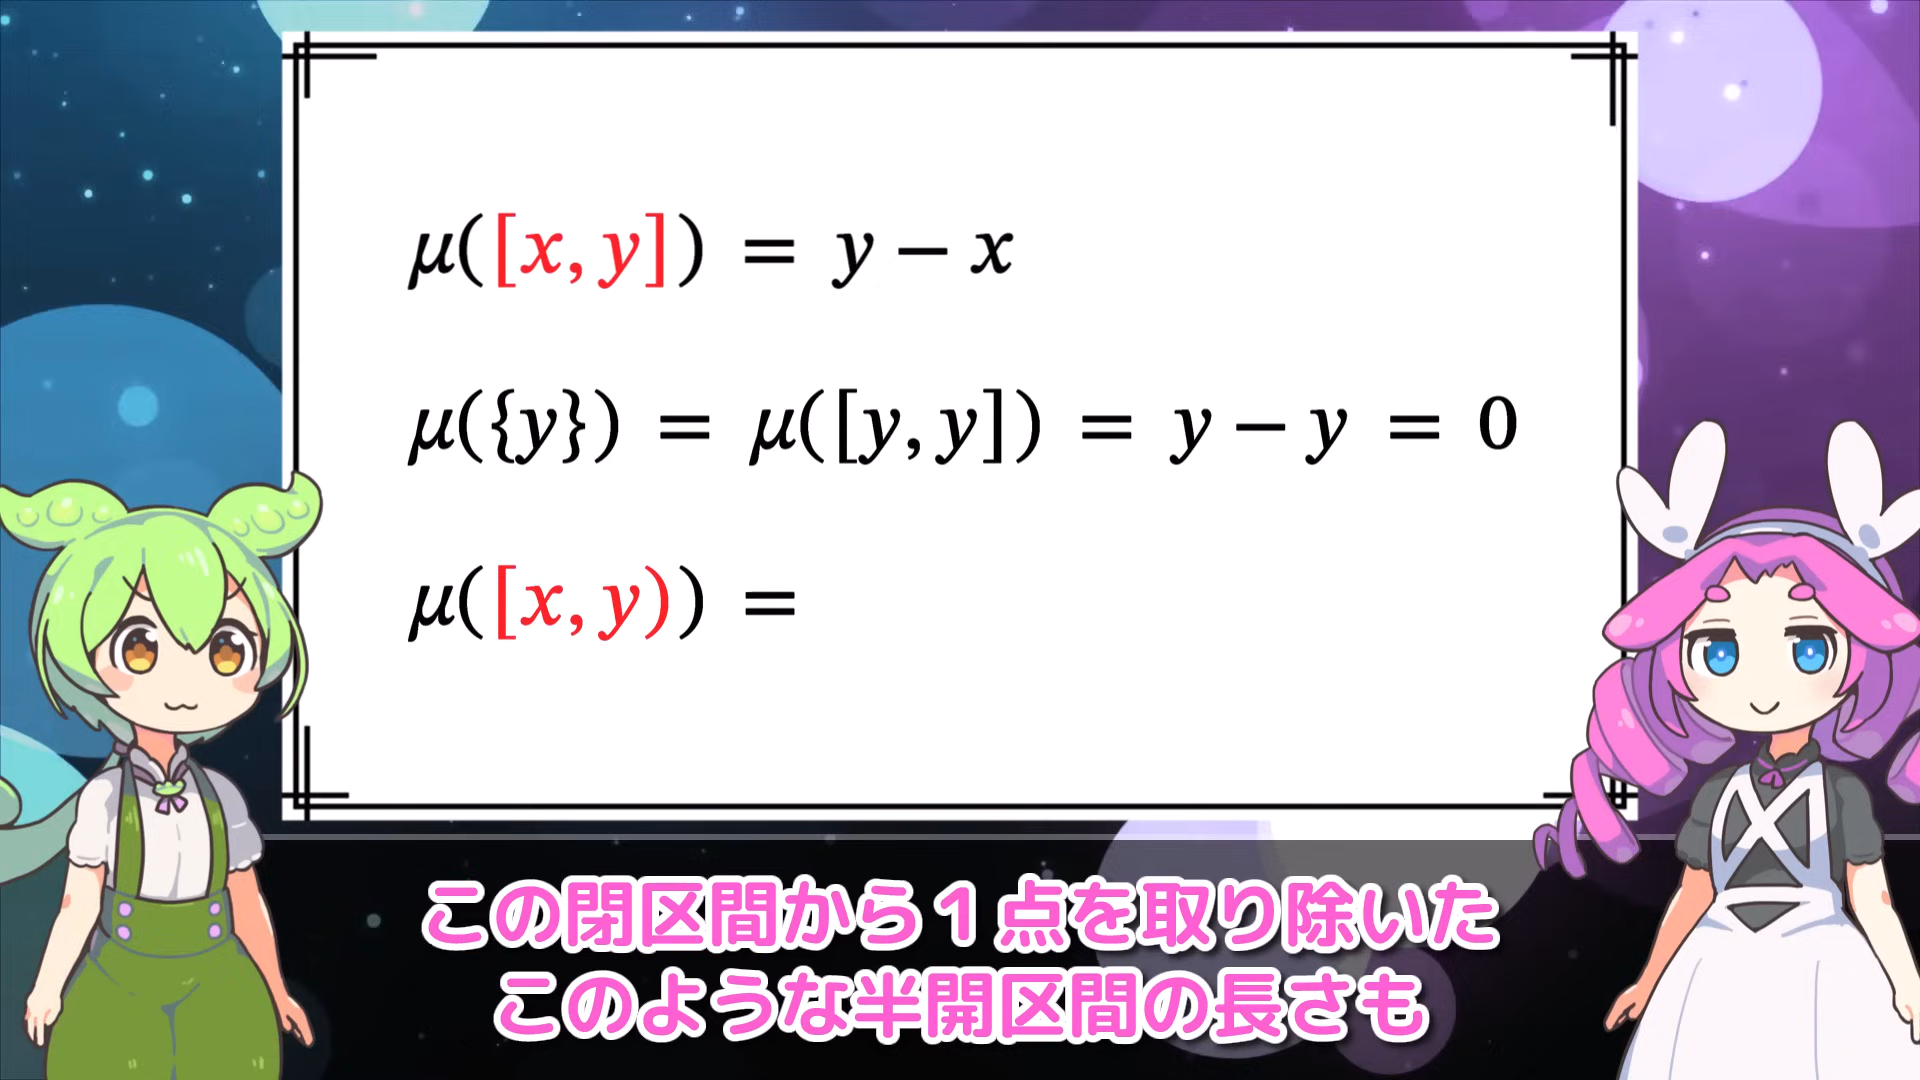 μ([x, y]) = y − x
μ({y}) = μ([y, y]) = y − y = 0
μ([x, y)) =
この閉区間から１点を取り除いた
このような半開区間の長さも